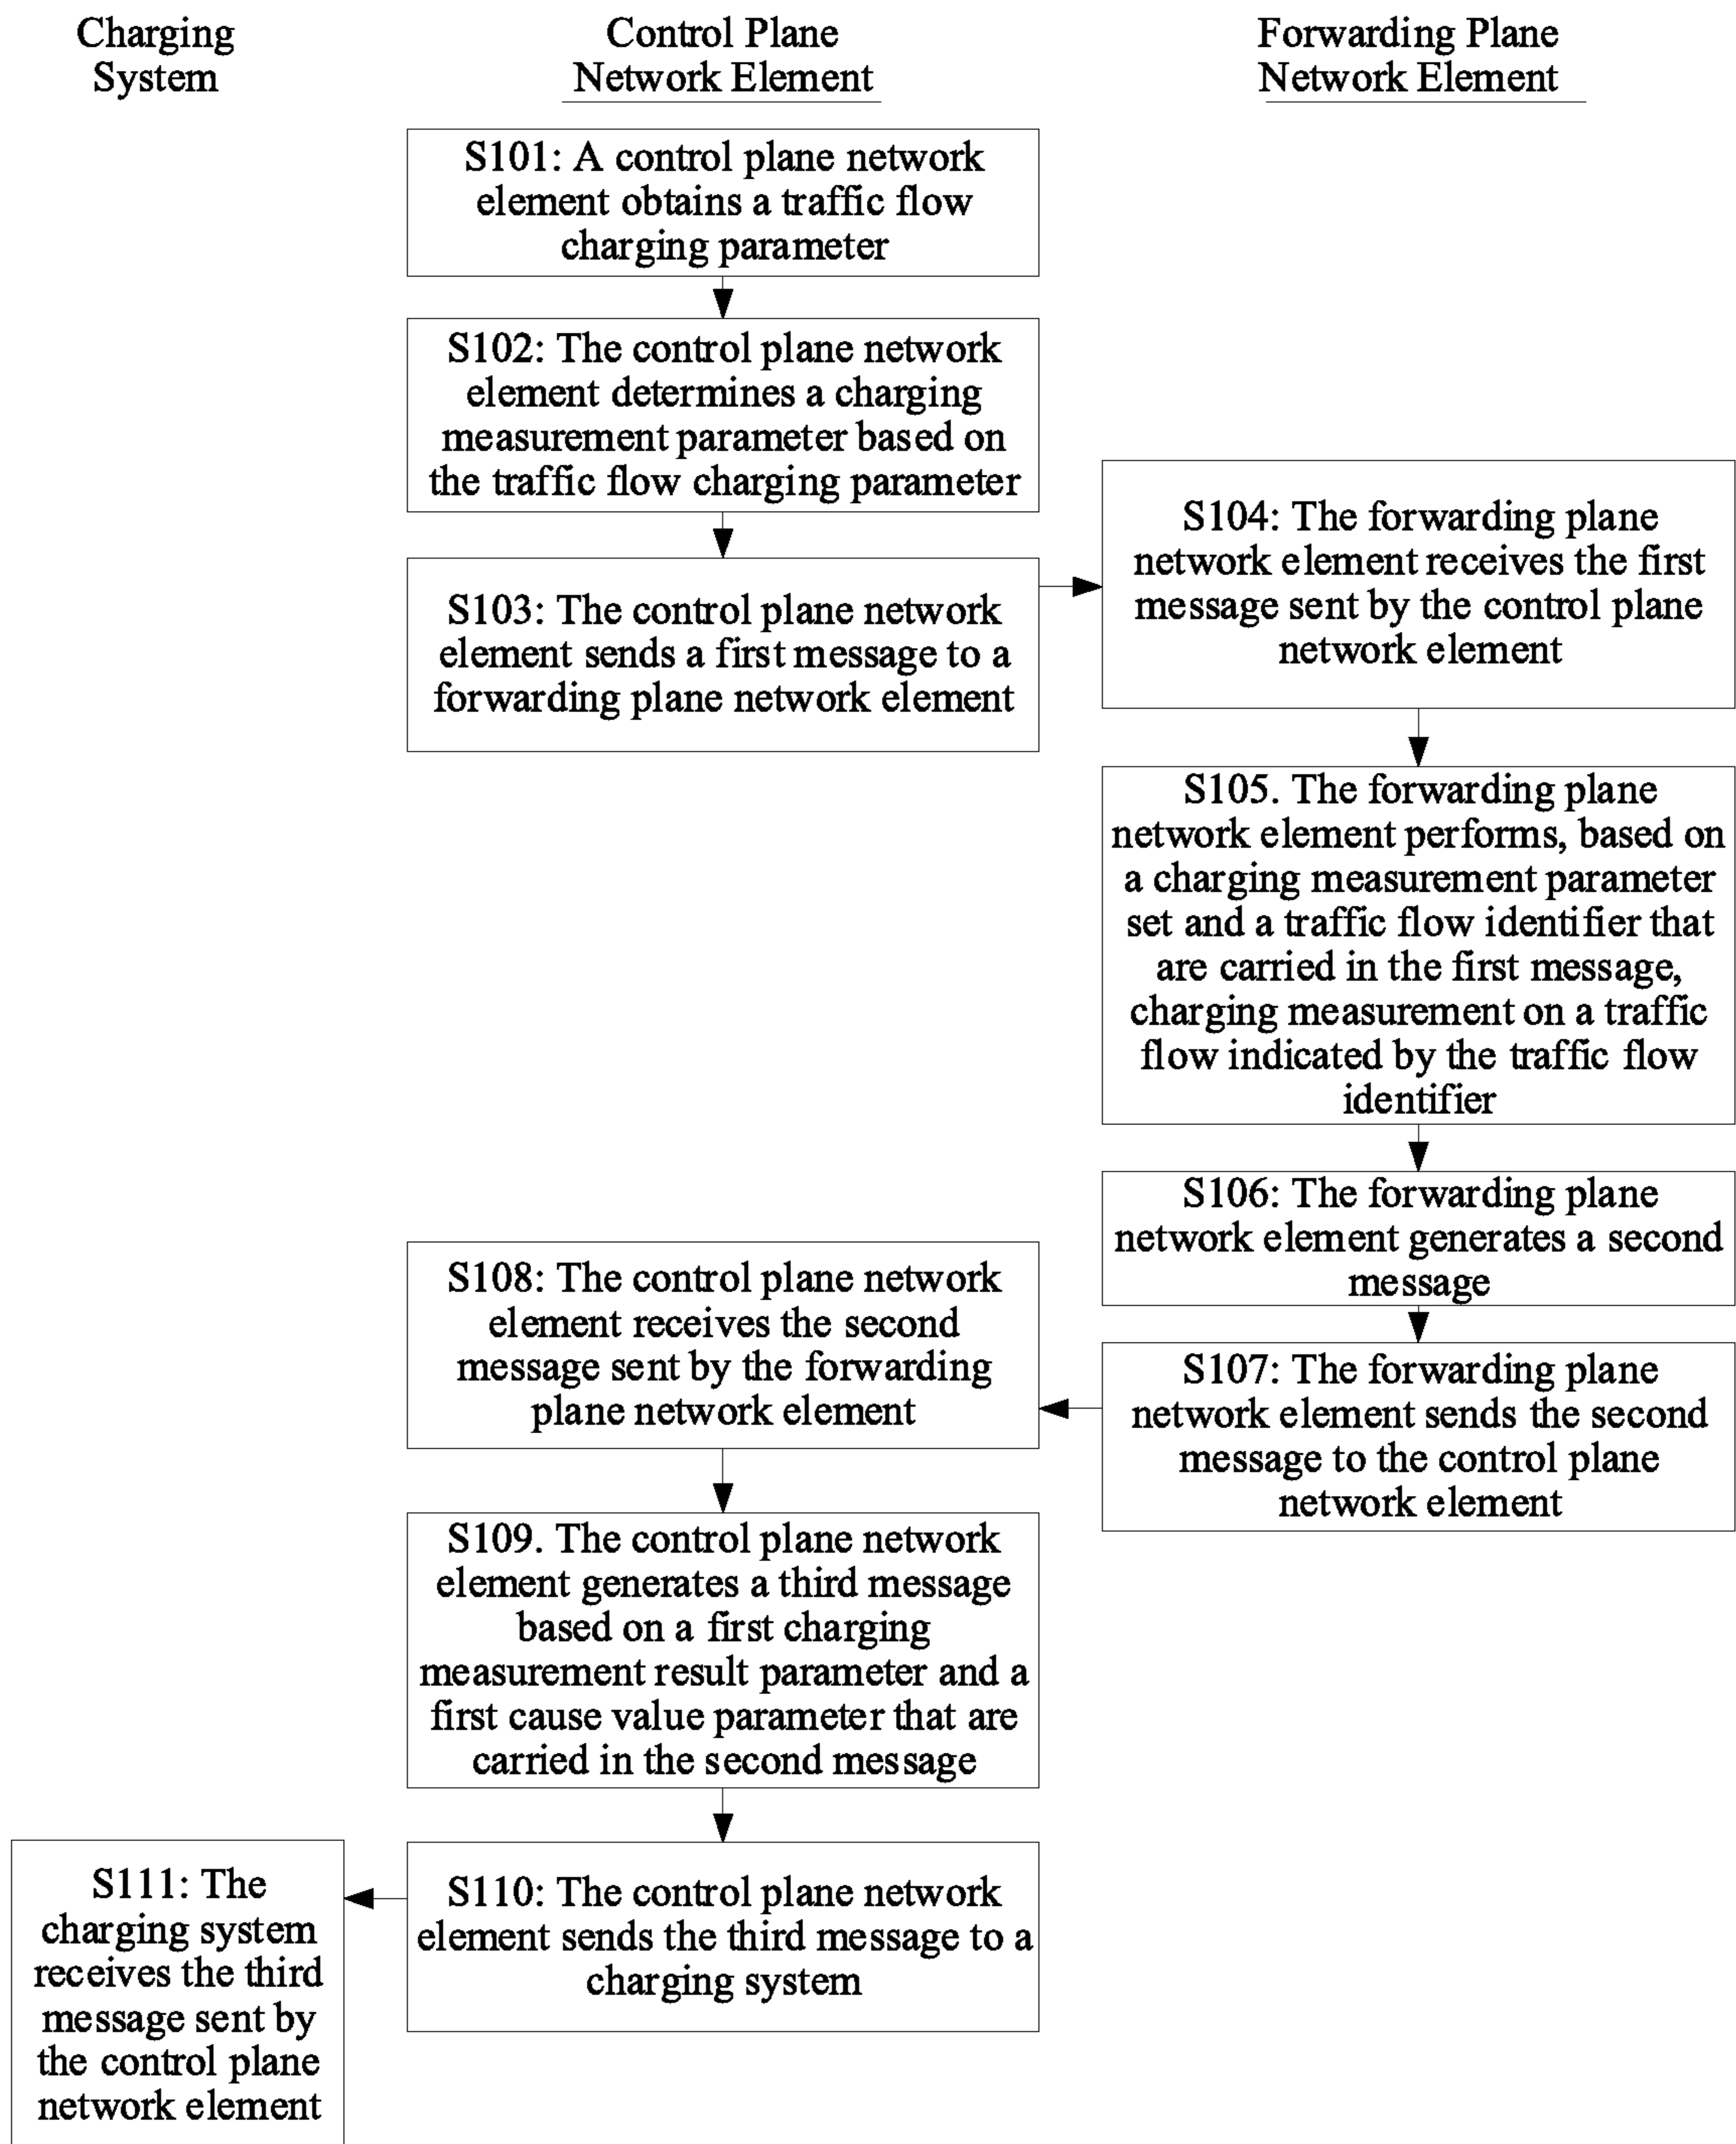 Charging
System
Control Plane
Network Element
Forwarding Plane
Network Element
S101: A control plane network
element obtains a traffic flow
charging parameter
S102: The control plane network
element determines a charging
measurement parameter based on
the traffic flow charging parameter
S103: The control plane network
element sends a first message to a
forwarding plane network element
S104: The forwarding plane
network element receives the first
message sent by the control plane
network element
S105. The forwarding plane
network element performs, based on
a charging measurement parameter
set and a traffic flow identifier that
are carried in the first message,
charging measurement on a traffic
flow indicated by the traffic flow
identifier
S106: The forwarding plane
network element generates a second
message
S107: The forwarding plane
network element sends the second
message to the control plane
network element
S108: The control plane network
element receives the second
message sent by the forwarding
plane network element
S109. The control plane network
element generates a third message
based on a first charging
measurement result parameter and a
first cause value parameter that are
carried in the second message
S110: The control plane network
element sends the third message to a
charging system
S111: The
charging system
receives the third
message sent by
the control plane
network element